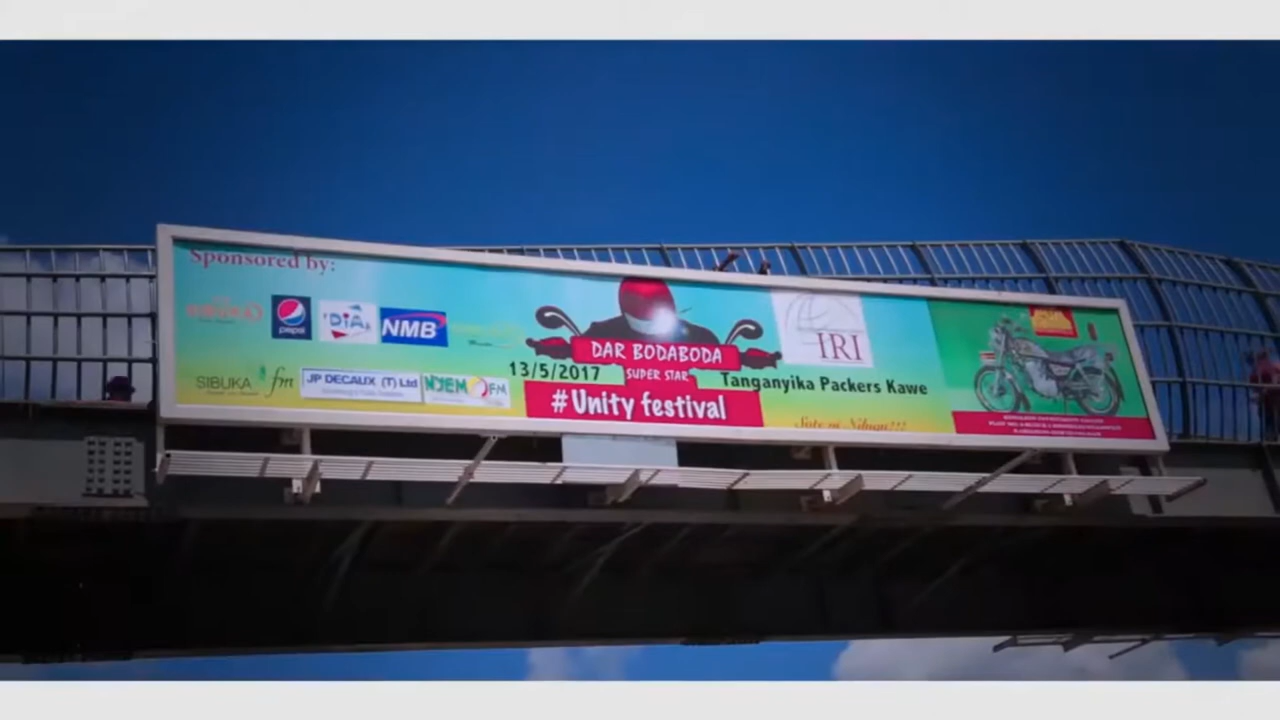 Sponsored by:
pepsi
NMB
SIBUKA fm
JP DECAUX (T) Ltd
NJEMO FM
DAR BODABODA
SUPER STAR
13/5/2017
#Unity festival
IRI
Tanganyika Packers Kawe